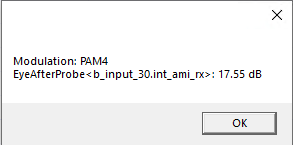 Modulation: PAM4
EyeAfterProbe<b_input_30.int_ami_rx>: 17.55 dB
OK